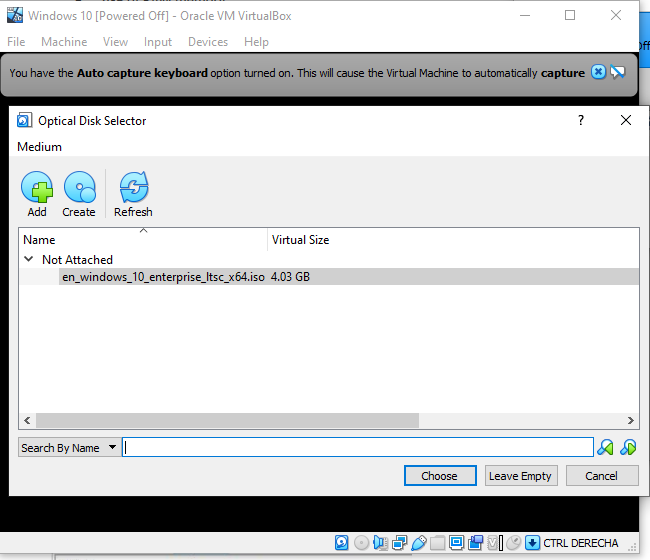 Windows 10 [Powered Off] - Oracle VM VirtualBox
File Machine View Input Devices Help
You have the Auto capture keyboard option turned on. This will cause the Virtual Machine to automatically capture
Optical Disk Selector
Medium
Add Create Refresh
Name Virtual Size
Not Attached
en_windows_10_enterprise_ltsc_x64.iso 4.03 GB
Search By Name
Choose Leave Empty Cancel
CTRL DERECHA